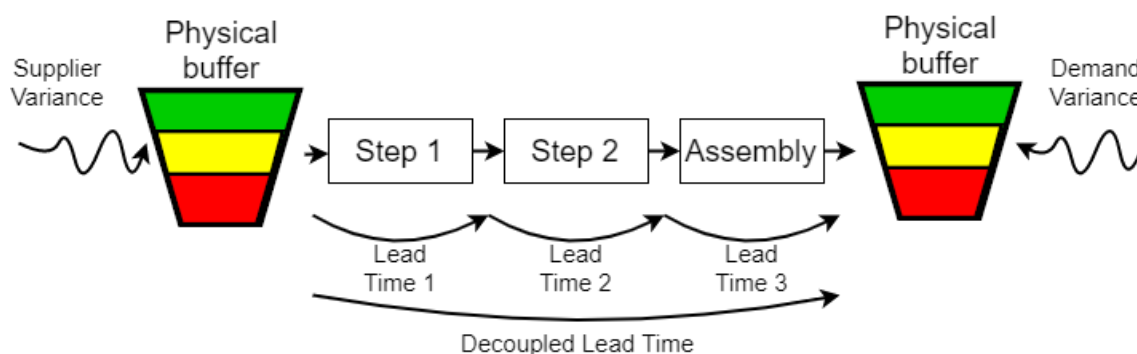 Physical
buffer
Supplier
Variance
Step 1
Step 2
Assembly
Physical
buffer
Demand
Variance
Lead
Time 1
Lead
Time 2
Lead
Time 3
Decoupled Lead Time